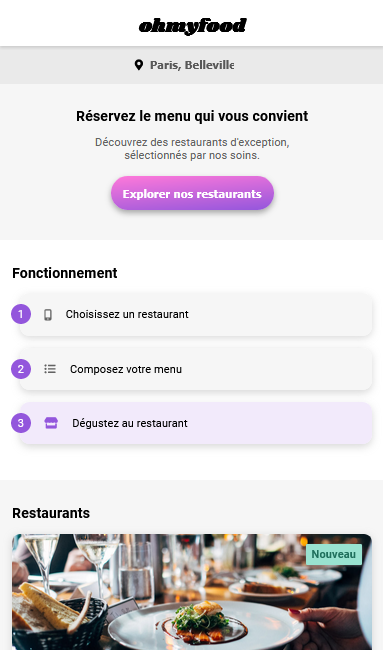 ohmyfood
Paris, Belleville
Réservez le menu qui vous convient
Découvrez des restaurants d'exception,
sélectionnés par nos soins.
Explorer nos restaurants
Fonctionnement
1 Choisissez un restaurant
2 Composez votre menu
3 Dégustez au restaurant
Restaurants
Nouveau